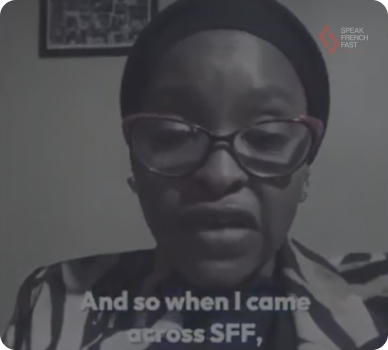 SPEAK
FRENCH
FAST
And so when I came
across SFF,